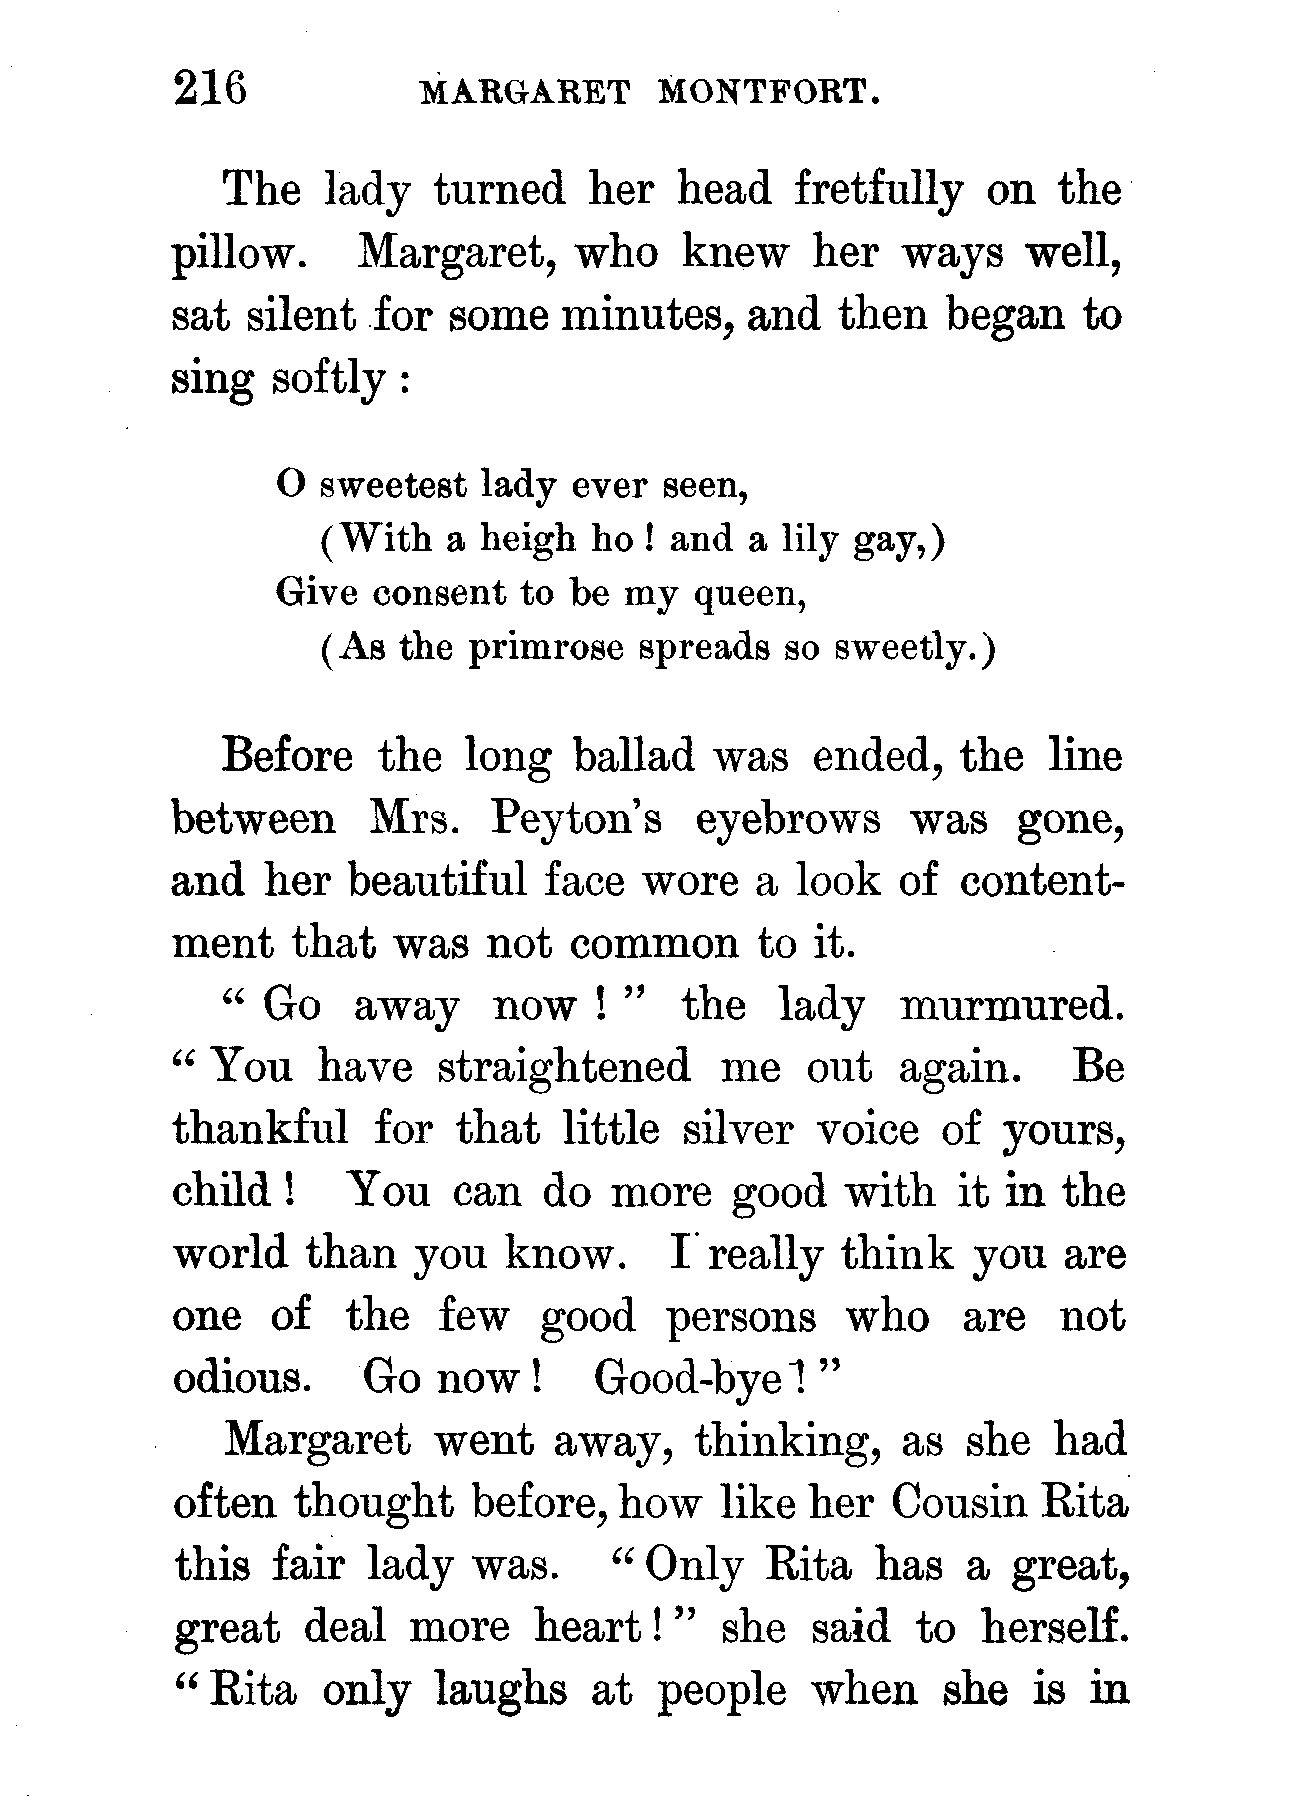 216 MARGARET MONTFORT.
The lady turned her head fretfully on the
pillow. Margaret, who knew her ways well,
sat silent for some minutes, and then began to
sing softly :
O sweetest lady ever seen,
(With a heigh ho ! and a lily gay,)
Give consent to be my queen,
(As the primrose spreads so sweetly.)
Before the long ballad was ended, the line
between Mrs. Peyton's eyebrows was gone,
and her beautiful face wore a look of content-
ment that was not common to it.
“ Go away now ! ” the lady murmured.
“ You have straightened me out again. Be
thankful for that little silver voice of yours,
child ! You can do more good with it in the
world than you know. I really think you are
one of the few good persons who are not
odious. Go now ! Good-bye ! ”
Margaret went away, thinking, as she had
often thought before, how like her Cousin Rita
this fair lady was. “ Only Rita has a great,
great deal more heart ! ” she said to herself.
“ Rita only laughs at people when she is in